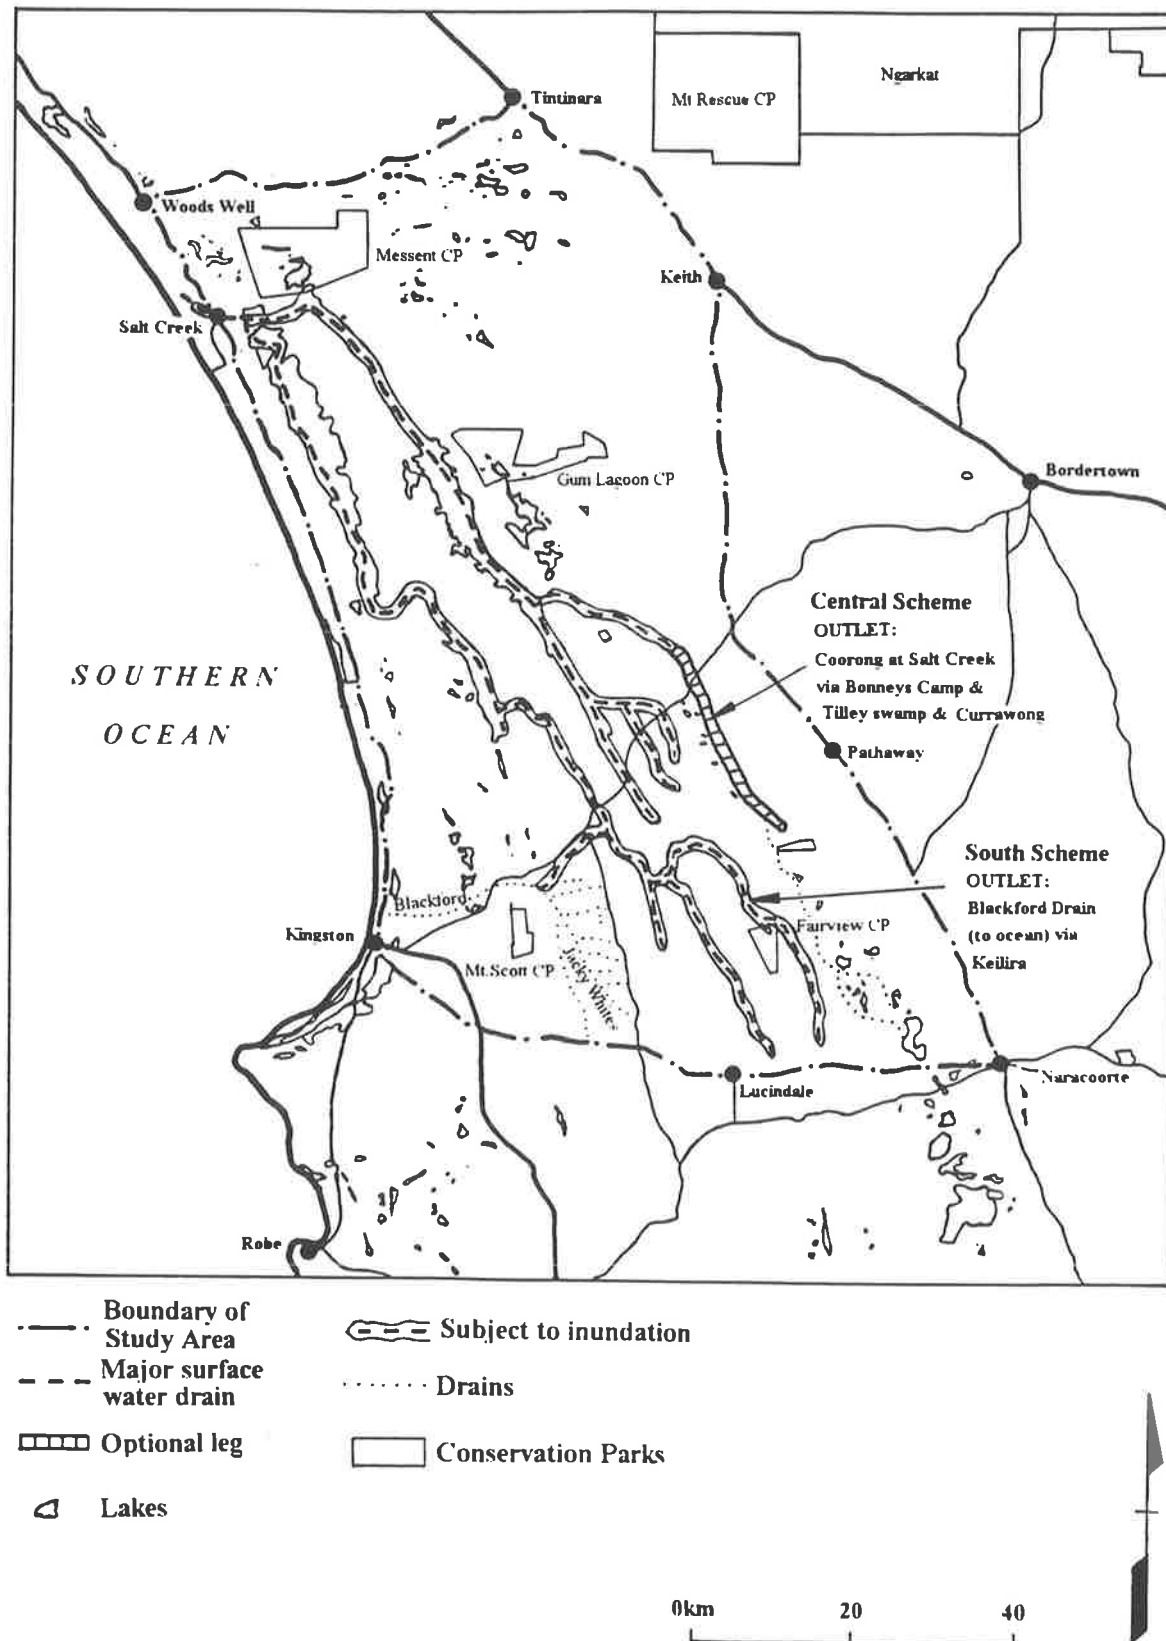 Ngarkat
Tintinara
Mt Rescue CP
Woods Well
Messent CP
Keith
Salt Creek
Bordertown
Gum Lagoon CP
Central Scheme
OUTLET:
Coorong at Salt Creek
via Bonneys Camp &
Tilley swamp & Currawong
SOUTHERN
OCEAN
Pathaway
South Scheme
OUTLET:
Blackford Drain
(to ocean) via
Keilira
Blackford
Fairview CP
Kingston
Mt.Scott CP
Jacky Whites
Naracoorte
Lucindale
Robe
Boundary of
Study Area
Subject to inundation
Major surface
water drain
Drains
Optional leg
Conservation Parks
Lakes
0km 20 40